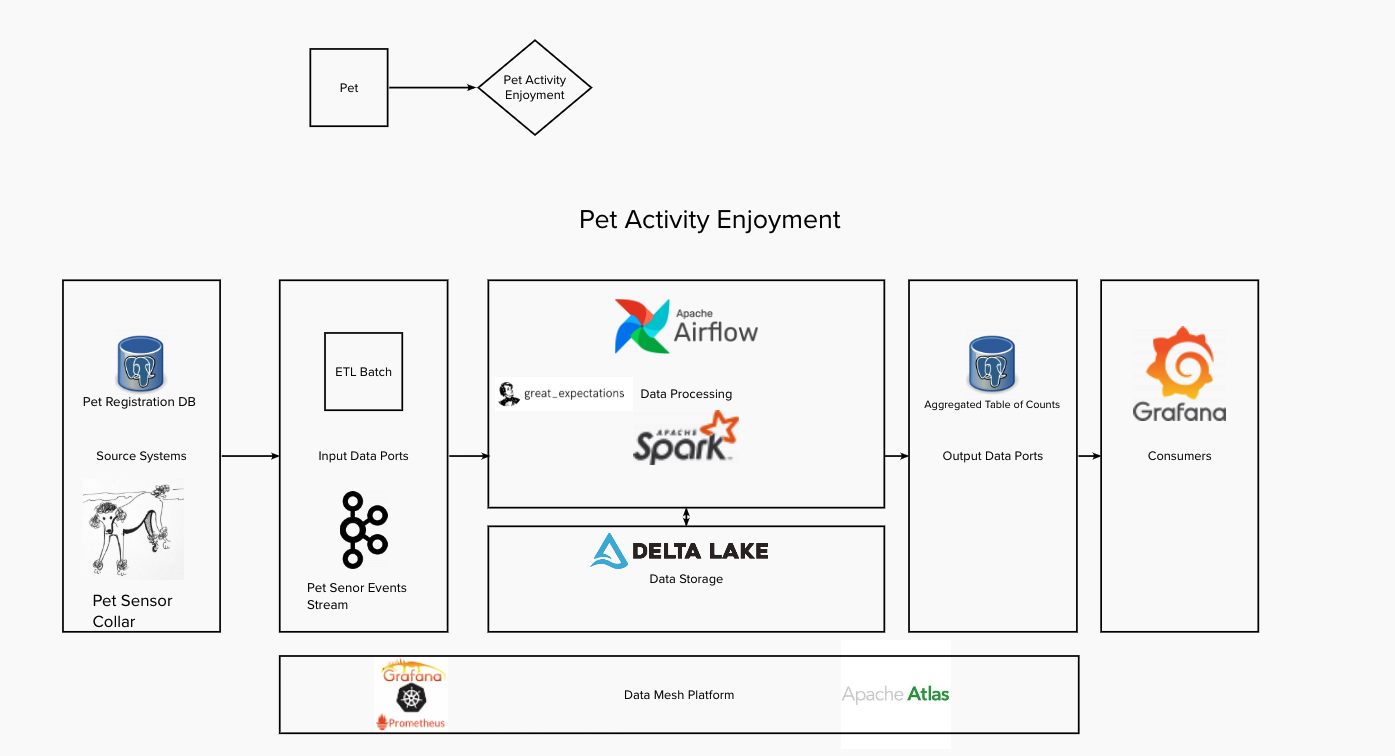 Pet
Pet Activity
Enjoyment
Pet Activity Enjoyment
Pet Registration DB
Source Systems
Pet Sensor
Collar
ETL Batch
Input Data Ports
Pet Senor Events
Stream
Apache
Airflow
great_expectations
Data Processing
APACHE
Spark™
DELTA LAKE
Data Storage
Aggregated Table of Counts
Output Data Ports
Grafana
Consumers
Grafana
Prometheus
Data Mesh Platform
Apache Atlas